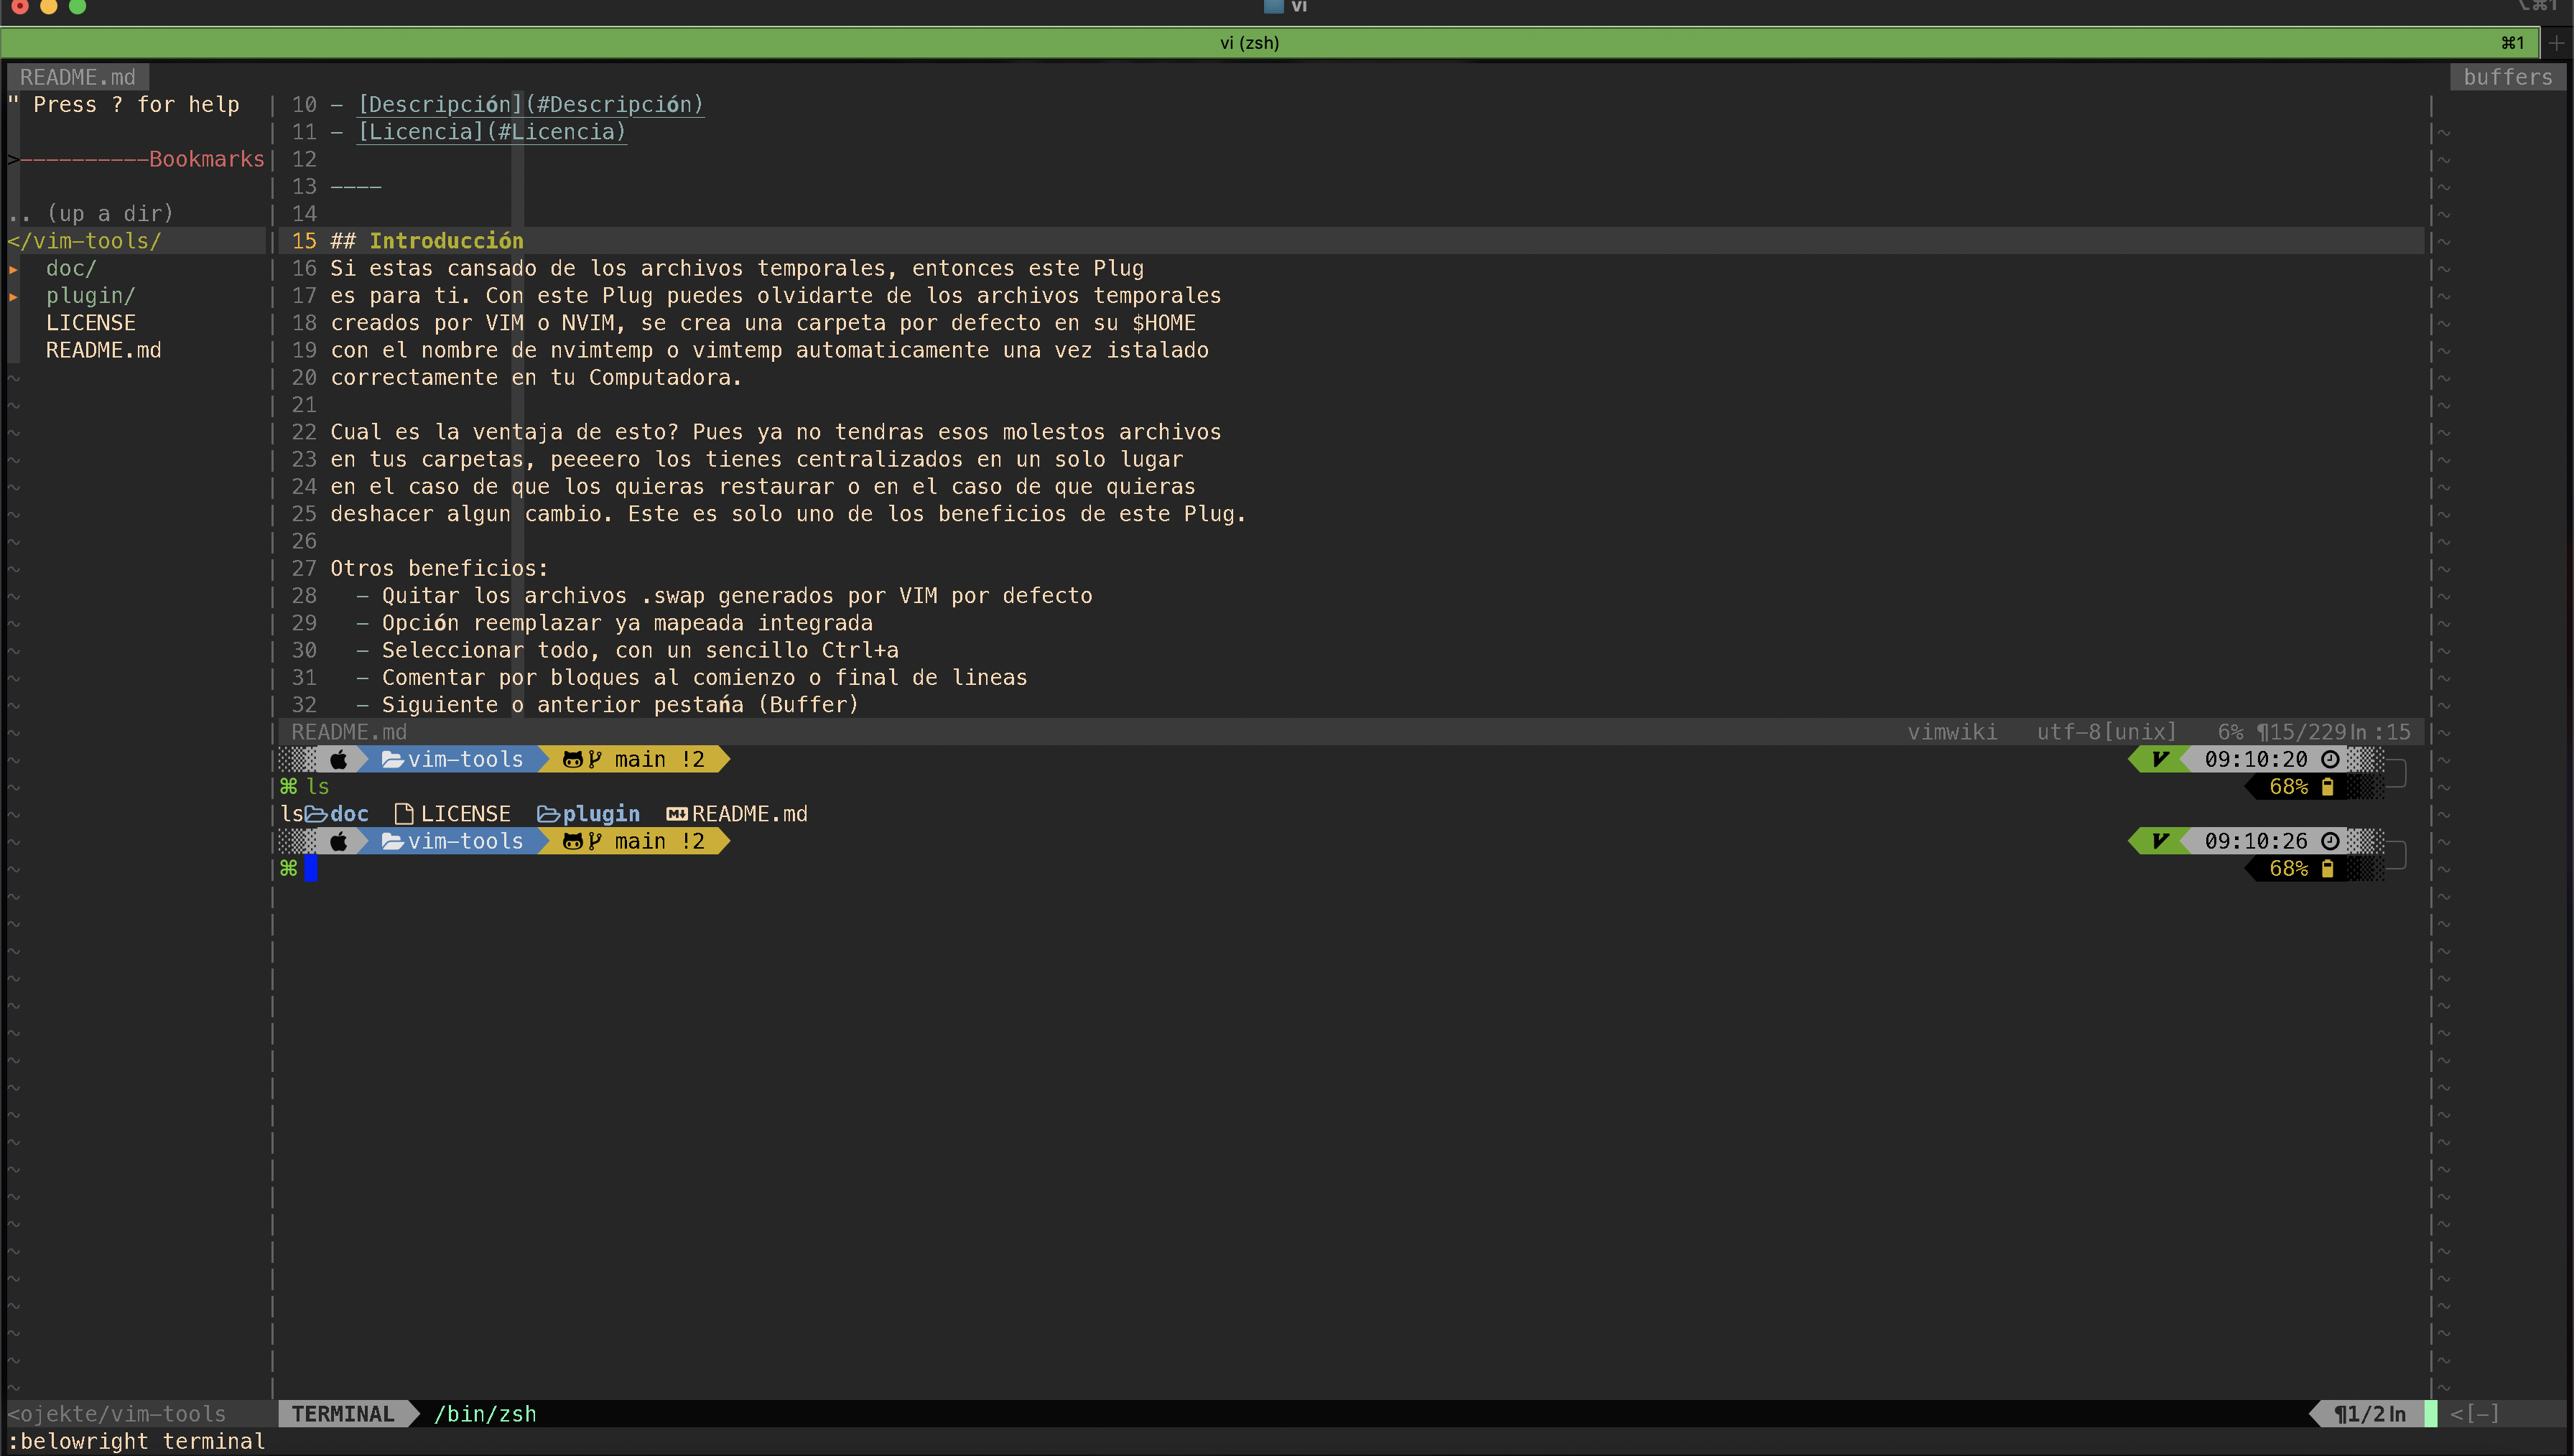 vi
⌥⌘1
vi (zsh)
⌘1
README.md
buffers
" Press ? for help
>----------Bookmarks
.. (up a dir)
</vim-tools/
▸ doc/
▸ plugin/
LICENSE
README.md
10 - [Descripción](#Descripción)
11 - [Licencia](#Licencia)
12
13 ----
14
15 ## Introducción
16 Si estas cansado de los archivos temporales, entonces este Plug
17 es para ti. Con este Plug puedes olvidarte de los archivos temporales
18 creados por VIM o NVIM, se crea una carpeta por defecto en su $HOME
19 con el nombre de nvimtemp o vimtemp automaticamente una vez istalado
20 correctamente en tu Computadora.
21
22 Cual es la ventaja de esto? Pues ya no tendras esos molestos archivos
23 en tus carpetas, peeeero los tienes centralizados en un solo lugar
24 en el caso de que los quieras restaurar o en el caso de que quieras
25 deshacer algun cambio. Este es solo uno de los beneficios de este Plug.
26
27 Otros beneficios:
28 - Quitar los archivos .swap generados por VIM por defecto
29 - Opción reemplazar ya mapeada integrada
30 - Seleccionar todo, con un sencillo Ctrl+a
31 - Comentar por bloques al comienzo o final de lineas
32 - Siguiente o anterior pestańa (Buffer)
README.md vimwiki utf-8[unix] 6% ¶15/229㏑:15
vim-tools main !2 V 09:10:20
⌘ ls 68%
ls doc LICENSE plugin README.md
vim-tools main !2 V 09:10:26
⌘ 68%
<ojekte/vim-tools TERMINAL /bin/zsh ¶1/2㏑ <[-]
:belowright terminal